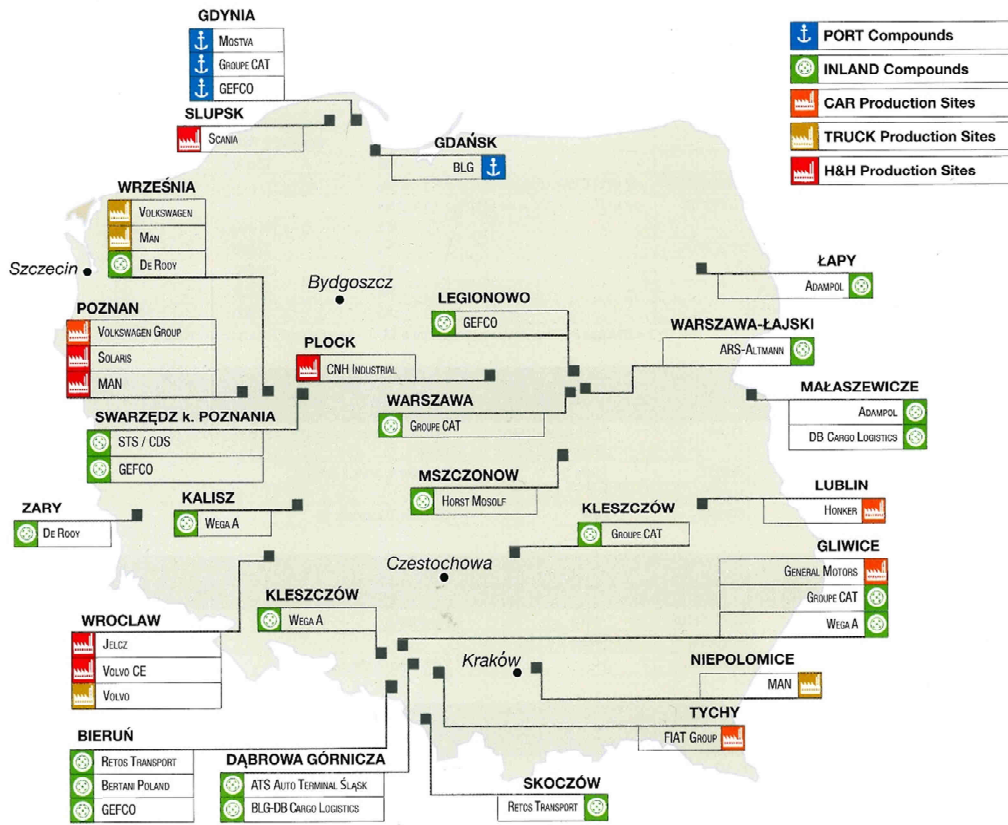 GDYNIA
Mostva
Groupe CAT
GEFCO
SLUPSK
Scania
GDAŃSK
BLG
PORT Compounds
INLAND Compounds
CAR Production Sites
TRUCK Production Sites
H&H Production Sites
WRZEŚNIA
Volkswagen
Man
De Rooy
Szczecin
Bydgoszcz
POZNAN
Volkswagen Group
Solaris
MAN
LEGIONOWO
GEFCO
ŁAPY
Adampol
PLOCK
CNH Industrial
WARSZAWA-ŁAJSKI
ARS-Altmann
SWARZĘDZ k. POZNANIA
STS / CDS
GEFCO
WARSZAWA
Groupe CAT
MAŁASZEWICZE
Adampol
DB Cargo Logistics
ZARY
De Rooy
KALISZ
Wega A
MSZCZONOW
Horst Mosolf
KLESZCZÓW
Groupe CAT
LUBLIN
Honker
Czestochowa
GLIWICE
General Motors
Groupe CAT
Wega A
KLESZCZÓW
Wega A
WROCLAW
Jelcz
Volvo CE
Volvo
Kraków
NIEPOLOMICE
MAN
TYCHY
FIAT Group
BIERUŃ
Retos Transport
Bertani Poland
GEFCO
DĄBROWA GÓRNICZA
ATS Auto Terminal Śląsk
BLG-DB Cargo Logistics
SKOCZÓW
Retos Transport